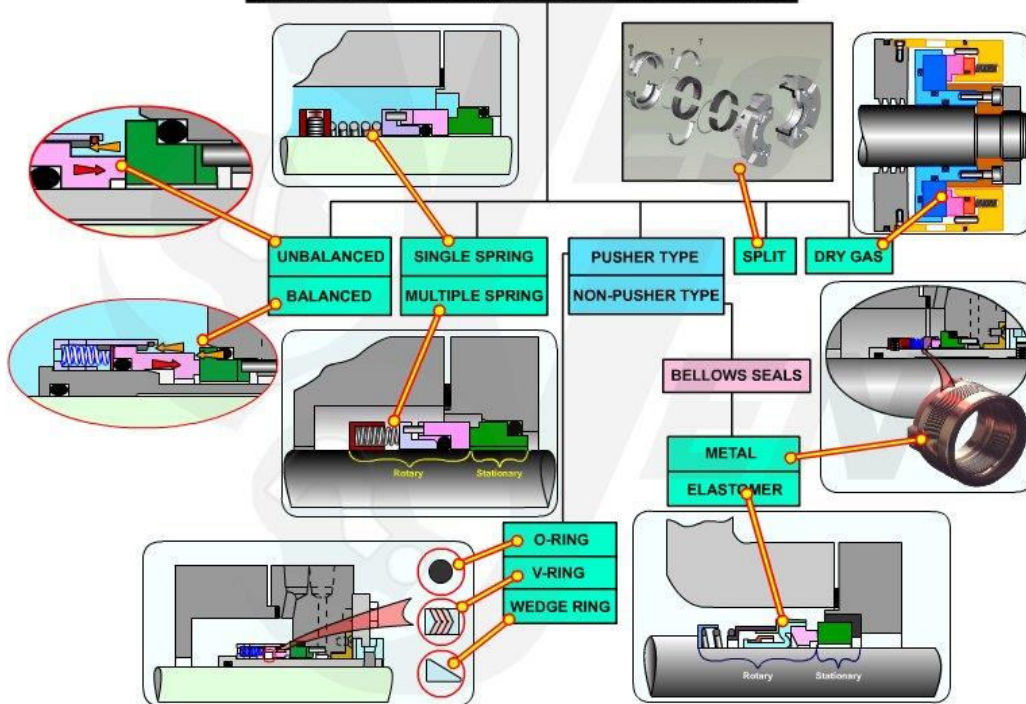 UNBALANCED
BALANCED
SINGLE SPRING
MULTIPLE SPRING
PUSHER TYPE
NON-PUSHER TYPE
SPLIT
DRY GAS
BELLOWS SEALS
METAL
ELASTOMER
Rotary
Stationary
O-RING
V-RING
WEDGE RING
Rotary
Stationary